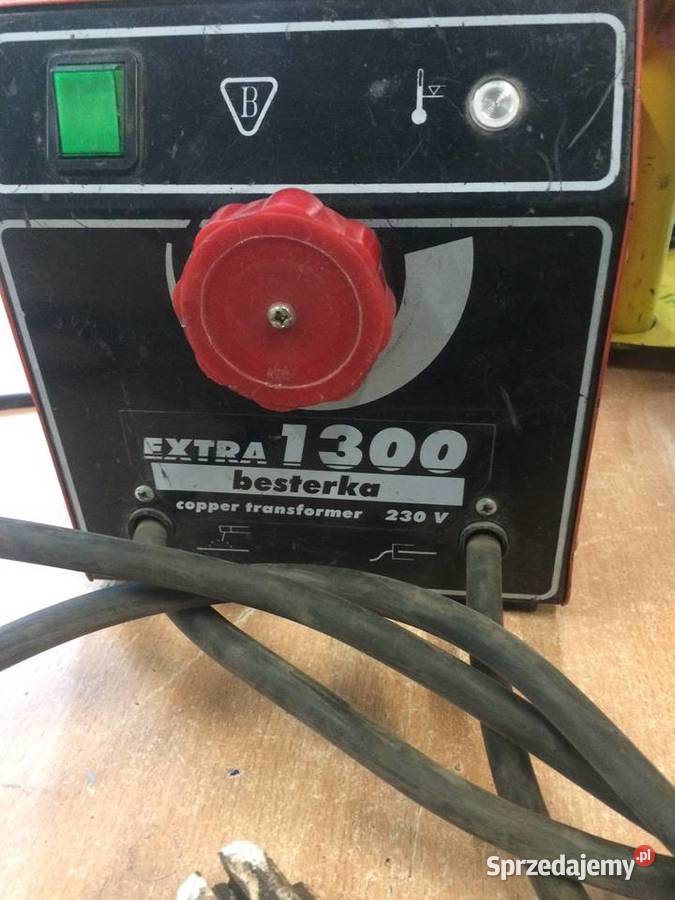 B
EXTRA 1300
besterka
copper transformer 230 V
Sprzedajemy.pl